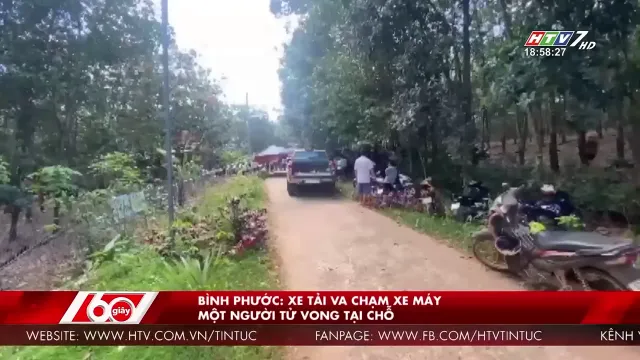 HTV7 HD
18:58:27
60 giây
BÌNH PHƯỚC: XE TẢI VA CHẠM XE MÁY
MỘT NGƯỜI TỬ VONG TẠI CHỖ
WEBSITE: WWW.HTV.COM.VN/TINTUC
FANPAGE: WWW.FB.COM/HTVTINTUC
KÊNH